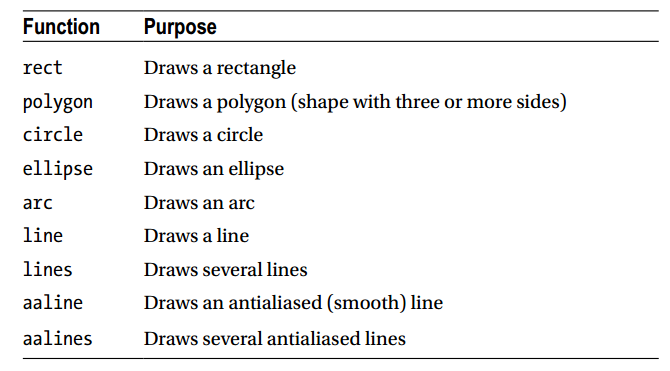 Function Purpose
rect Draws a rectangle
polygon Draws a polygon (shape with three or more sides)
circle Draws a circle
ellipse Draws an ellipse
arc Draws an arc
line Draws a line
lines Draws several lines
aaline Draws an antialiased (smooth) line
aalines Draws several antialiased lines